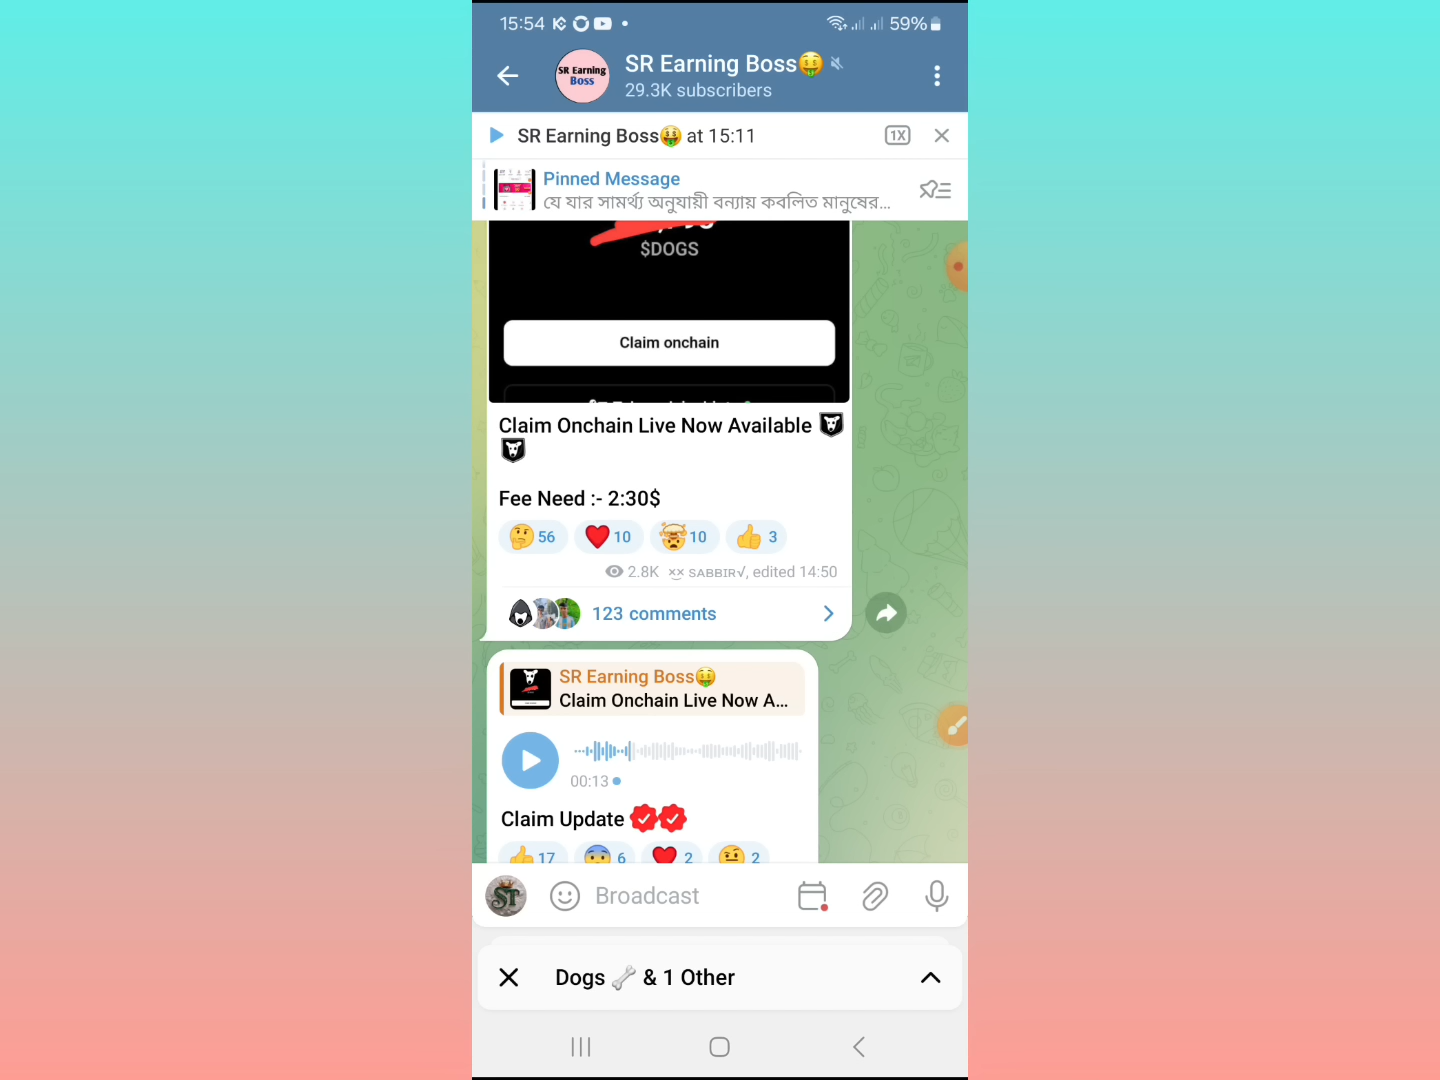 15:54
59%
SR Earning Boss🤑
29.3K subscribers
SR Earning Boss
SR Earning Boss🤑 at 15:11
1X
Pinned Message
যে যার সামর্থ্য অনুযায়ী বন্যায় কবলিত মানুষের...
$DOGS
Claim onchain
Claim Onchain Live Now Available
Fee Need :- 2:30$
🤔 56 ❤️ 10 🤯 10 👍 3
2.8K ×͜× sᴀʙʙɪʀ√, edited 14:50
123 comments
SR Earning Boss🤑
Claim Onchain Live Now A...
00:13
Claim Update
👍 17 😨 6 ❤️ 2 🤨 2
ST
Broadcast
Dogs 🦴 & 1 Other